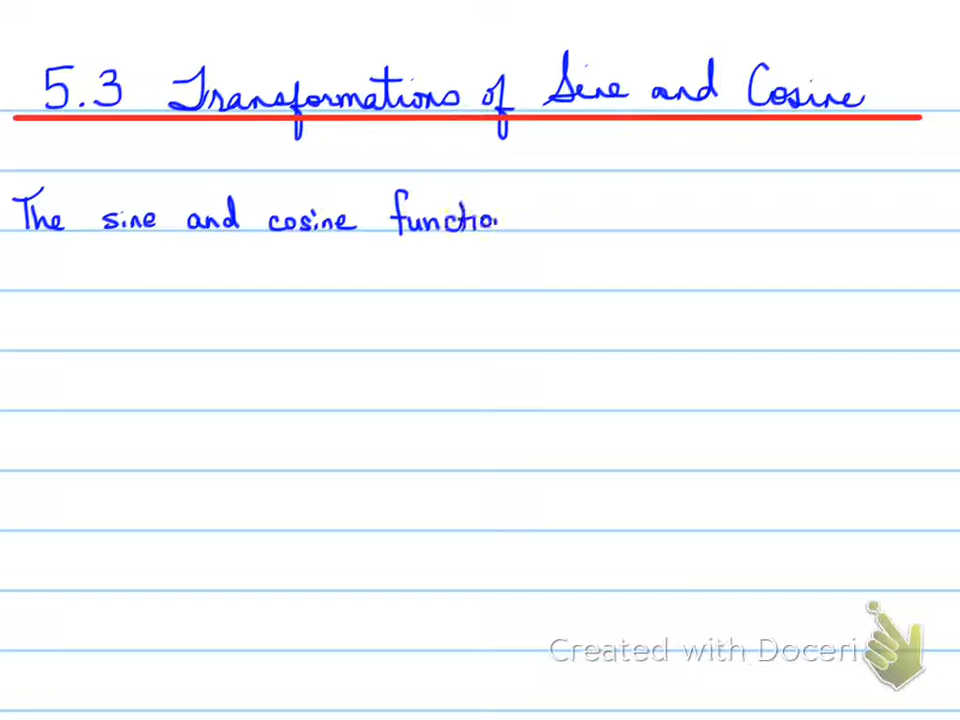 5.3 Transformations of Sine and Cosine
The sine and cosine functio
Created with Doceri